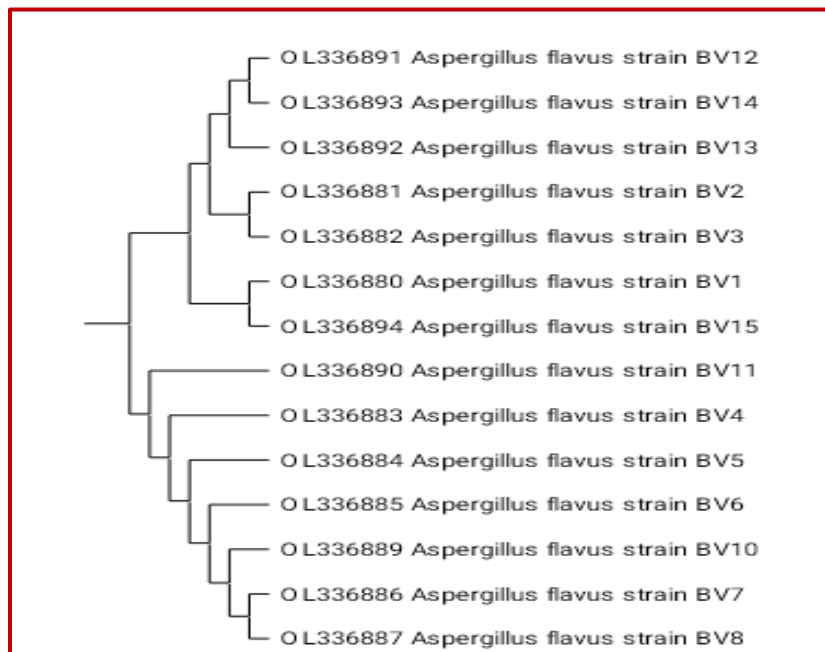 OL336891 Aspergillus flavus strain BV12
OL336893 Aspergillus flavus strain BV14
OL336892 Aspergillus flavus strain BV13
OL336881 Aspergillus flavus strain BV2
OL336882 Aspergillus flavus strain BV3
OL336880 Aspergillus flavus strain BV1
OL336894 Aspergillus flavus strain BV15
OL336890 Aspergillus flavus strain BV11
OL336883 Aspergillus flavus strain BV4
OL336884 Aspergillus flavus strain BV5
OL336885 Aspergillus flavus strain BV6
OL336889 Aspergillus flavus strain BV10
OL336886 Aspergillus flavus strain BV7
OL336887 Aspergillus flavus strain BV8